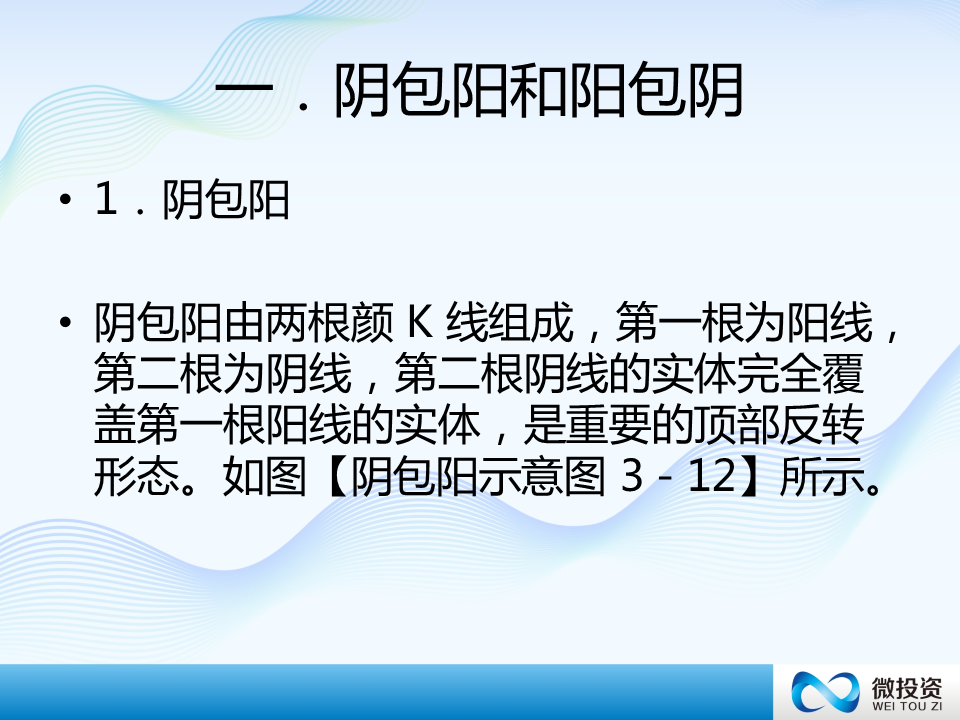 一．阴包阳和阳包阴
• 1．阴包阳
• 阴包阳由两根颜 K 线组成，第一根为阳线，
第二根为阴线，第二根阴线的实体完全覆
盖第一根阳线的实体，是重要的顶部反转
形态。如图【阴包阳示意图 3－12】所示。
微投资
WEI TOU ZI